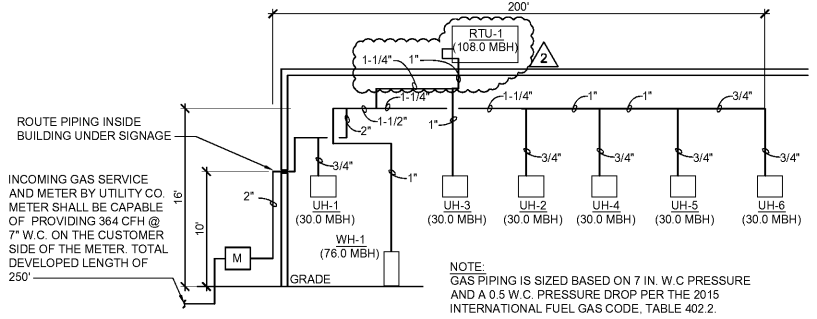 200'
RTU-1
(108.0 MBH)
2
1-1/4"
1"
1-1/4"
1-1/4"
1"
1"
3/4"
ROUTE PIPING INSIDE
BUILDING UNDER SIGNAGE
1-1/2"
2"
1"
3/4"
1"
3/4"
3/4"
3/4"
3/4"
INCOMING GAS SERVICE
AND METER BY UTILITY CO.
METER SHALL BE CAPABLE
OF PROVIDING 364 CFH @
7" W.C. ON THE CUSTOMER
SIDE OF THE METER. TOTAL
DEVELOPED LENGTH OF
250'
16'
10'
2"
M
GRADE
UH-1
(30.0 MBH)
WH-1
(76.0 MBH)
UH-3
(30.0 MBH)
UH-2
(30.0 MBH)
UH-4
(30.0 MBH)
UH-5
(30.0 MBH)
UH-6
(30.0 MBH)
NOTE:
GAS PIPING IS SIZED BASED ON 7 IN. W.C PRESSURE
AND A 0.5 W.C. PRESSURE DROP PER THE 2015
INTERNATIONAL FUEL GAS CODE, TABLE 402.2.